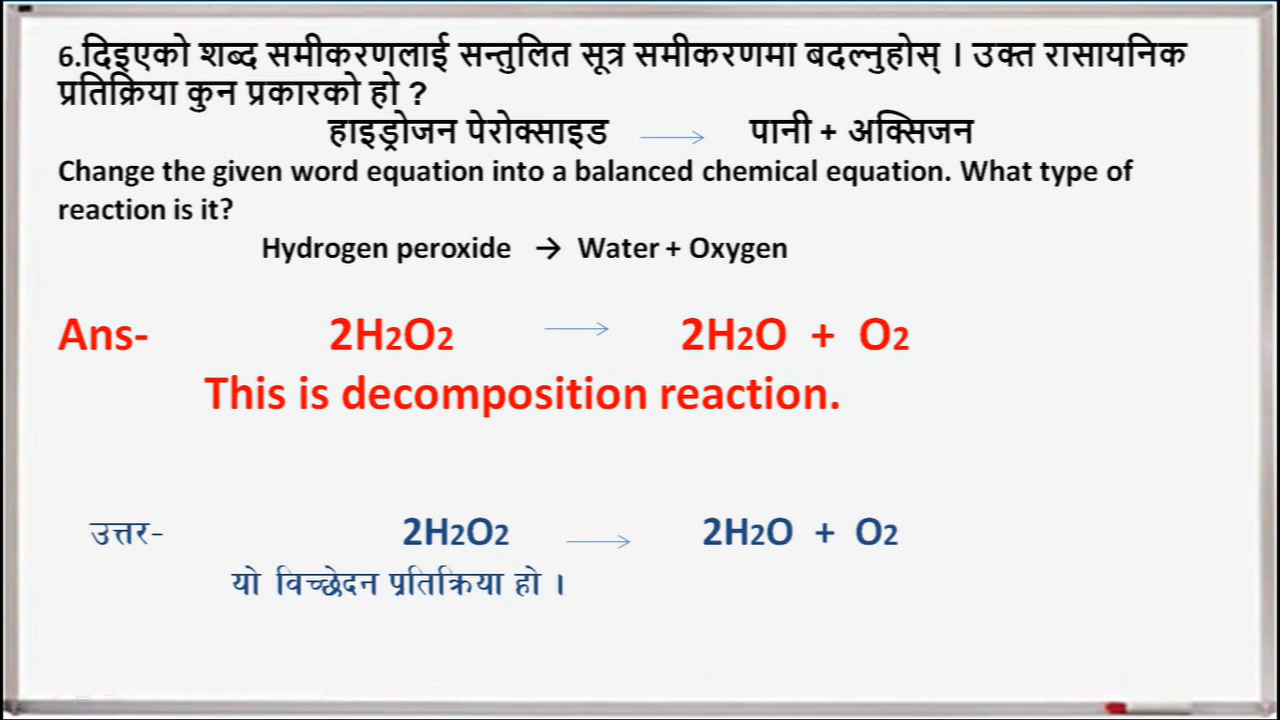 6.दिइएको शब्द समीकरणलाई सन्तुलित सूत्र समीकरणमा बदल्नुहोस् । उक्त रासायनिक
प्रतिक्रिया कुन प्रकारको हो ?
हाइड्रोजन पेरोक्साइड → पानी + अक्सिजन
Change the given word equation into a balanced chemical equation. What type of
reaction is it?
Hydrogen peroxide → Water + Oxygen
Ans- 2H2O2 → 2H2O + O2
This is decomposition reaction.
उत्तर- 2H2O2 → 2H2O + O2
यो विच्छेदन प्रतिक्रिया हो ।